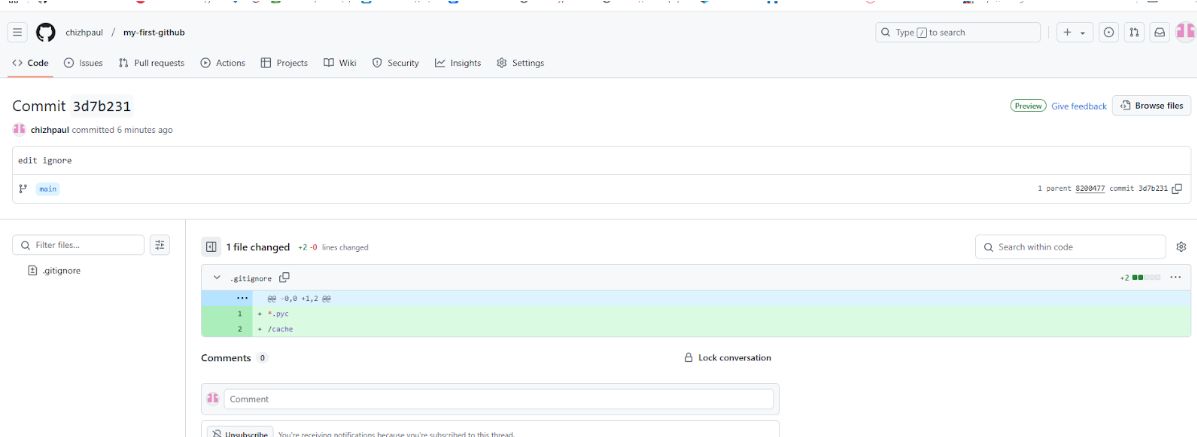 chizhpaul / my-first-github
Type / to search
Code Issues Pull requests Actions Projects Wiki Security Insights Settings
Commit 3d7b231
Preview Give feedback Browse files
chizhpaul committed 6 minutes ago
edit ignore
main
1 parent 8200477 commit 3d7b231
Filter files...
.gitignore
1 file changed +2 -0 lines changed
Search within code
.gitignore
+2
@@ -0,0 +1,2 @@
1 + *.pyc
2 + /cache
Comments 0
Lock conversation
Comment
Unsubscribe You're receiving notifications because you're subscribed to this thread.